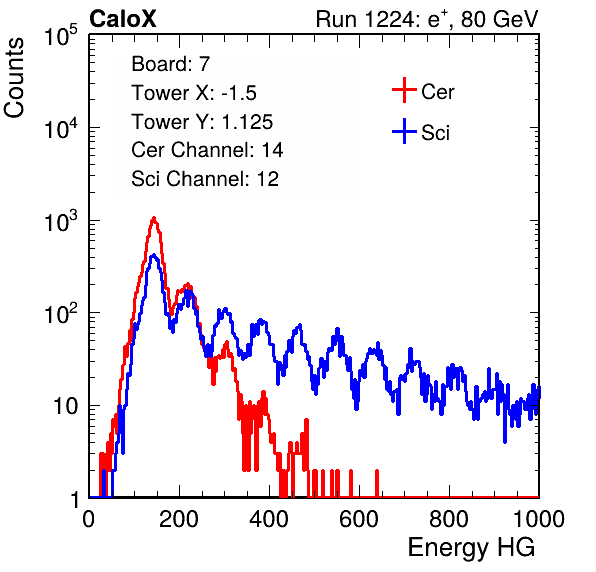 CaloX Run 1224: e⁺, 80 GeV
Board: 7
Tower X: -1.5
Tower Y: 1.125
Cer Channel: 14
Sci Channel: 12
Cer
Sci
Counts
10⁵
10⁴
10³
10²
10
1
0 200 400 600 800 1000
Energy HG